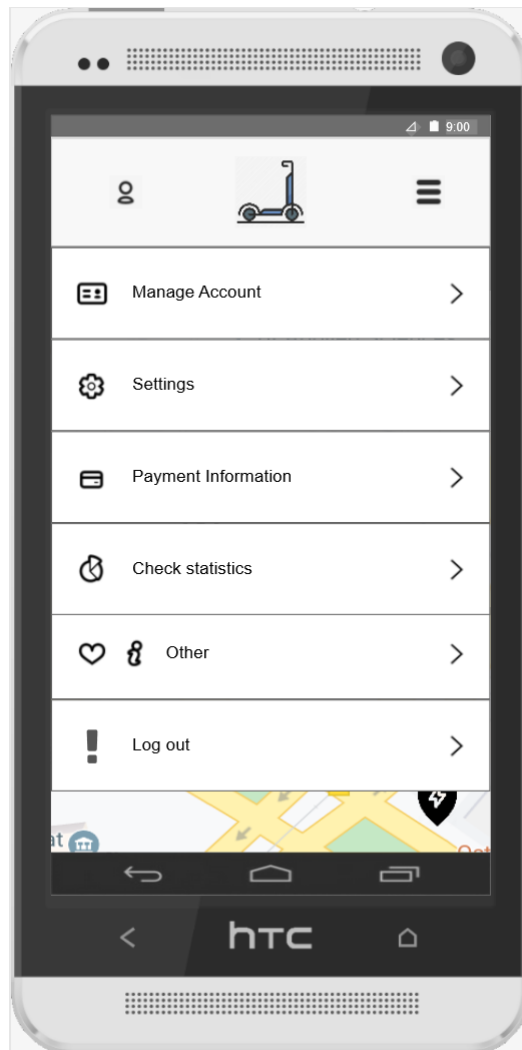 9:00
Manage Account
Settings
Payment Information
Check statistics
Other
Log out
hTC